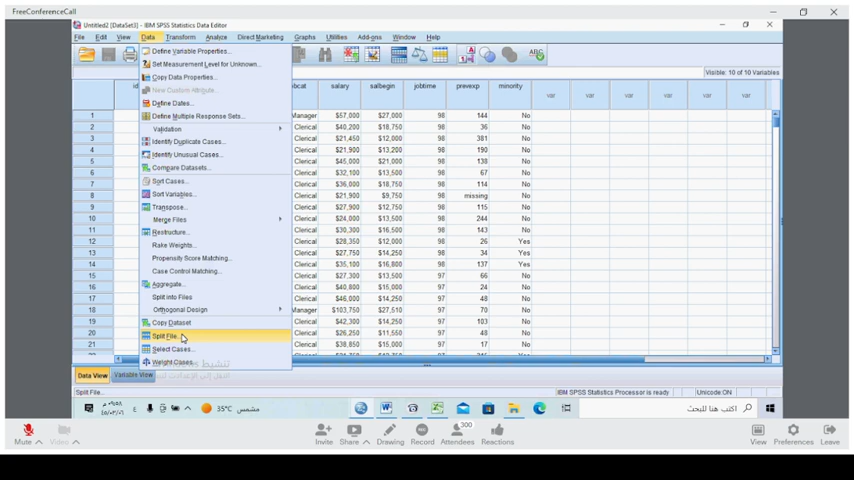 FreeConferenceCall
Untitled2 [DataSet3] - IBM SPSS Statistics Data Editor
File Edit View Data Transform Analyze Direct Marketing Graphs Utilities Add-ons Window Help
Visible: 10 of 10 Variables
Define Variable Properties...
Set Measurement Level for Unknown...
Copy Data Properties...
New Custom Attribute...
Define Dates...
Define Multiple Response Sets...
Validation
Identify Duplicate Cases...
Identify Unusual Cases...
Compare Datasets...
Sort Cases...
Sort Variables...
Transpose...
Merge Files
Restructure...
Rake Weights...
Propensity Score Matching...
Case Control Matching...
Aggregate...
Split into Files
Orthogonal Design
Copy Dataset
Split File...
Select Cases...
Weight Cases...
id bcat salary salbegin jobtime prevexp minority var var var var var var
1 Manager $57,000 $27,000 98 144 No
2 Clerical $40,200 $18,750 98 36 No
3 Clerical $21,450 $12,000 98 381 No
4 Clerical $21,900 $13,200 98 190 No
5 Clerical $45,000 $21,000 98 138 No
6 Clerical $32,100 $13,500 98 67 No
7 Clerical $36,000 $18,750 98 114 No
8 Clerical $21,900 $9,750 98 missing No
9 Clerical $27,900 $12,750 98 115 No
10 Clerical $24,000 $13,500 98 244 No
11 Clerical $30,300 $16,500 98 143 No
12 Clerical $28,350 $12,000 98 26 Yes
13 Clerical $27,750 $14,250 98 34 Yes
14 Clerical $35,100 $16,800 98 137 Yes
15 Clerical $27,300 $13,500 97 66 No
16 Clerical $40,800 $15,000 97 24 No
17 Clerical $46,000 $14,250 97 48 No
18 Manager $103,750 $27,510 97 70 No
19 Clerical $42,300 $14,250 97 103 No
20 Clerical $26,250 $11,550 97 48 No
21 Clerical $38,850 $15,000 97 17 No
Data View Variable View
Split File... IBM SPSS Statistics Processor is ready Unicode:ON
35°C مشمس
اكتب هنا للبحث
Mute Video Invite Share Drawing Record Attendees 300 Reactions View Preferences Leave